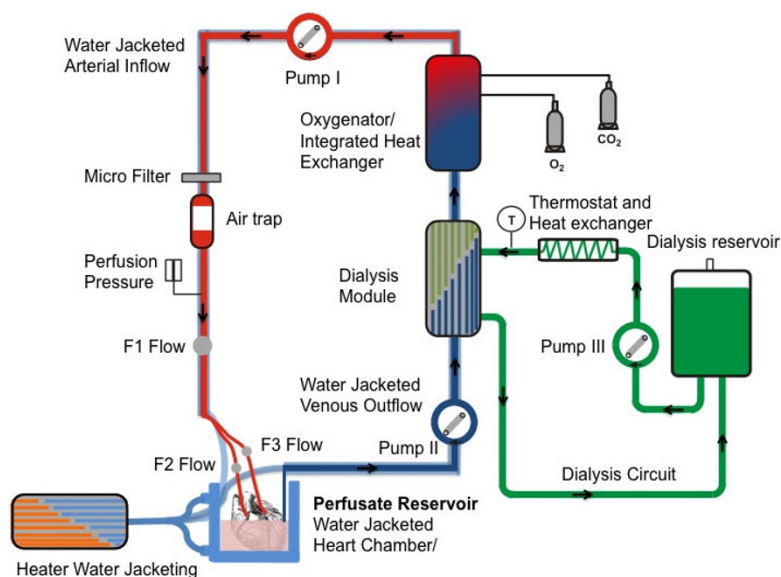 Water Jacketed
Arterial Inflow
Pump I
Oxygenator/
Integrated Heat
Exchanger
O2
CO2
Micro Filter
Air trap
Thermostat and
Heat exchanger
T
Dialysis reservoir
Perfusion
Pressure
Dialysis
Module
F1 Flow
Pump III
Water Jacketed
Venous Outflow
F3 Flow
Pump II
F2 Flow
Dialysis Circuit
Perfusate Reservoir
Water Jacketed
Heart Chamber/
Heater Water Jacketing